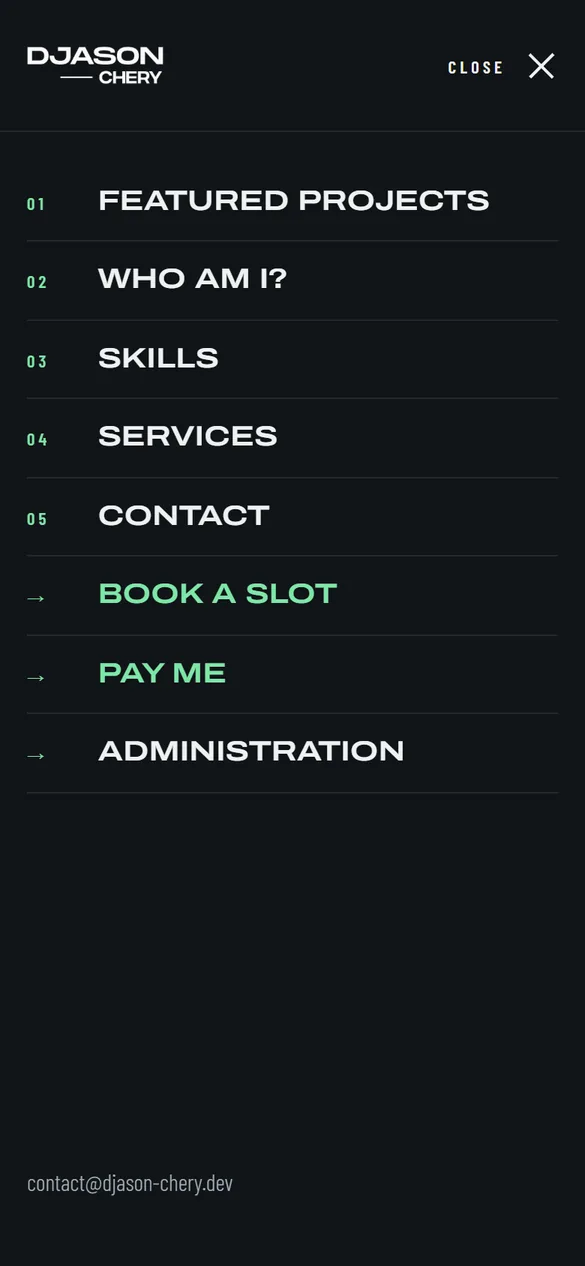 DJASON
— CHERY
CLOSE ×
01 FEATURED PROJECTS
02 WHO AM I?
03 SKILLS
04 SERVICES
05 CONTACT
→ BOOK A SLOT
→ PAY ME
→ ADMINISTRATION
contact@djason-chery.dev